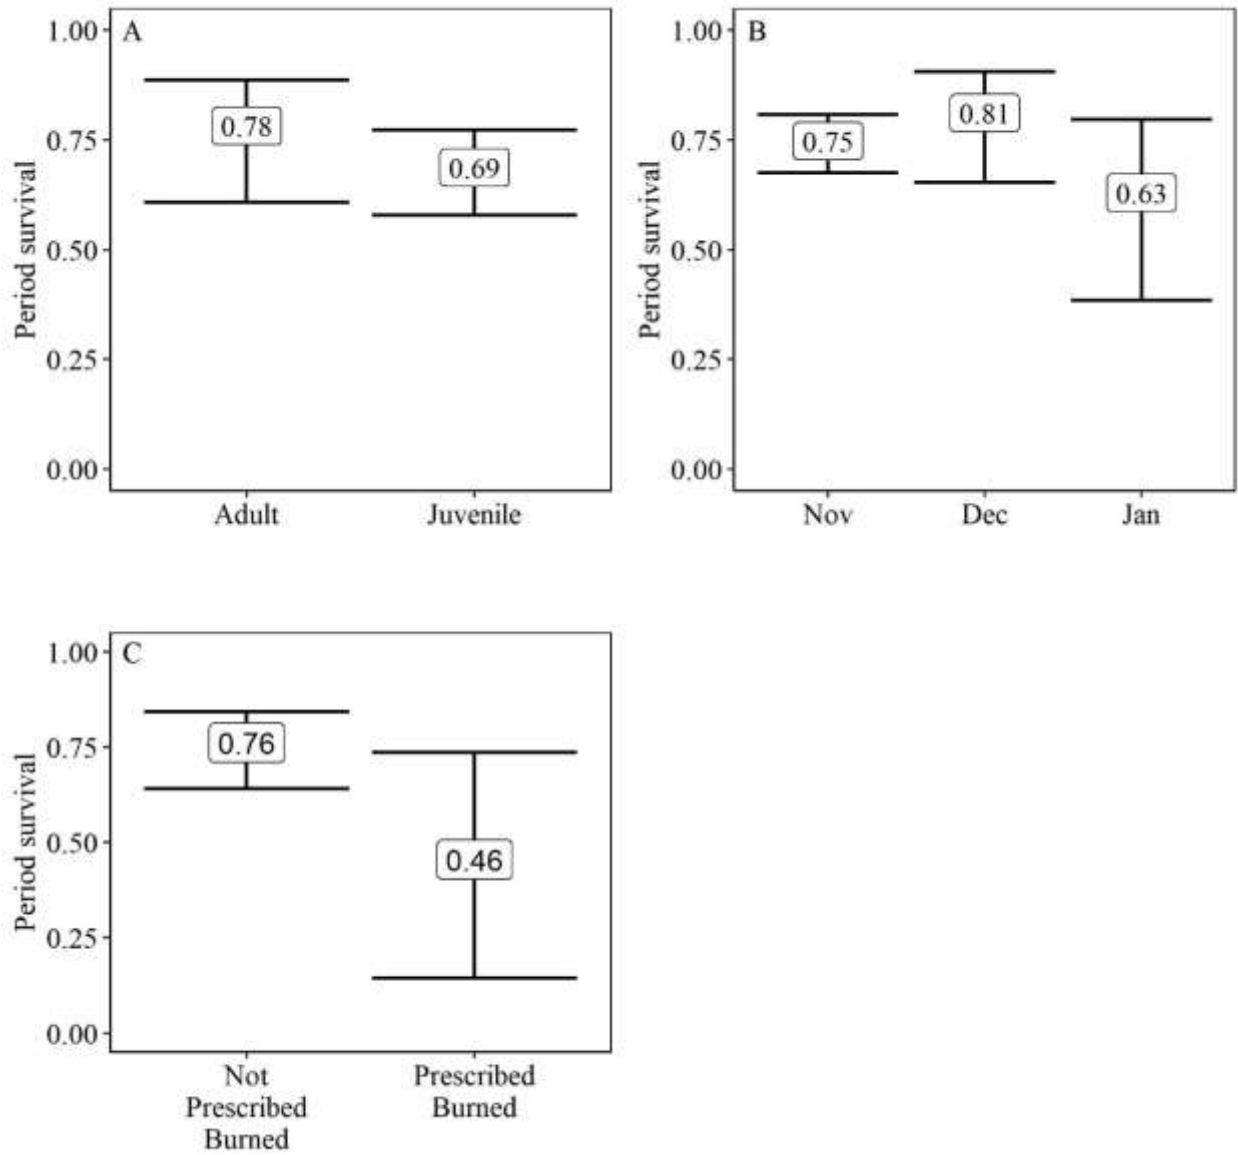 A
Period survival
1.00
0.75
0.50
0.25
0.00
0.78
0.69
Adult
Juvenile
B
Period survival
1.00
0.75
0.50
0.25
0.00
0.75
0.81
0.63
Nov
Dec
Jan
C
Period survival
1.00
0.75
0.50
0.25
0.00
0.76
0.46
Not
Prescribed
Burned
Prescribed
Burned